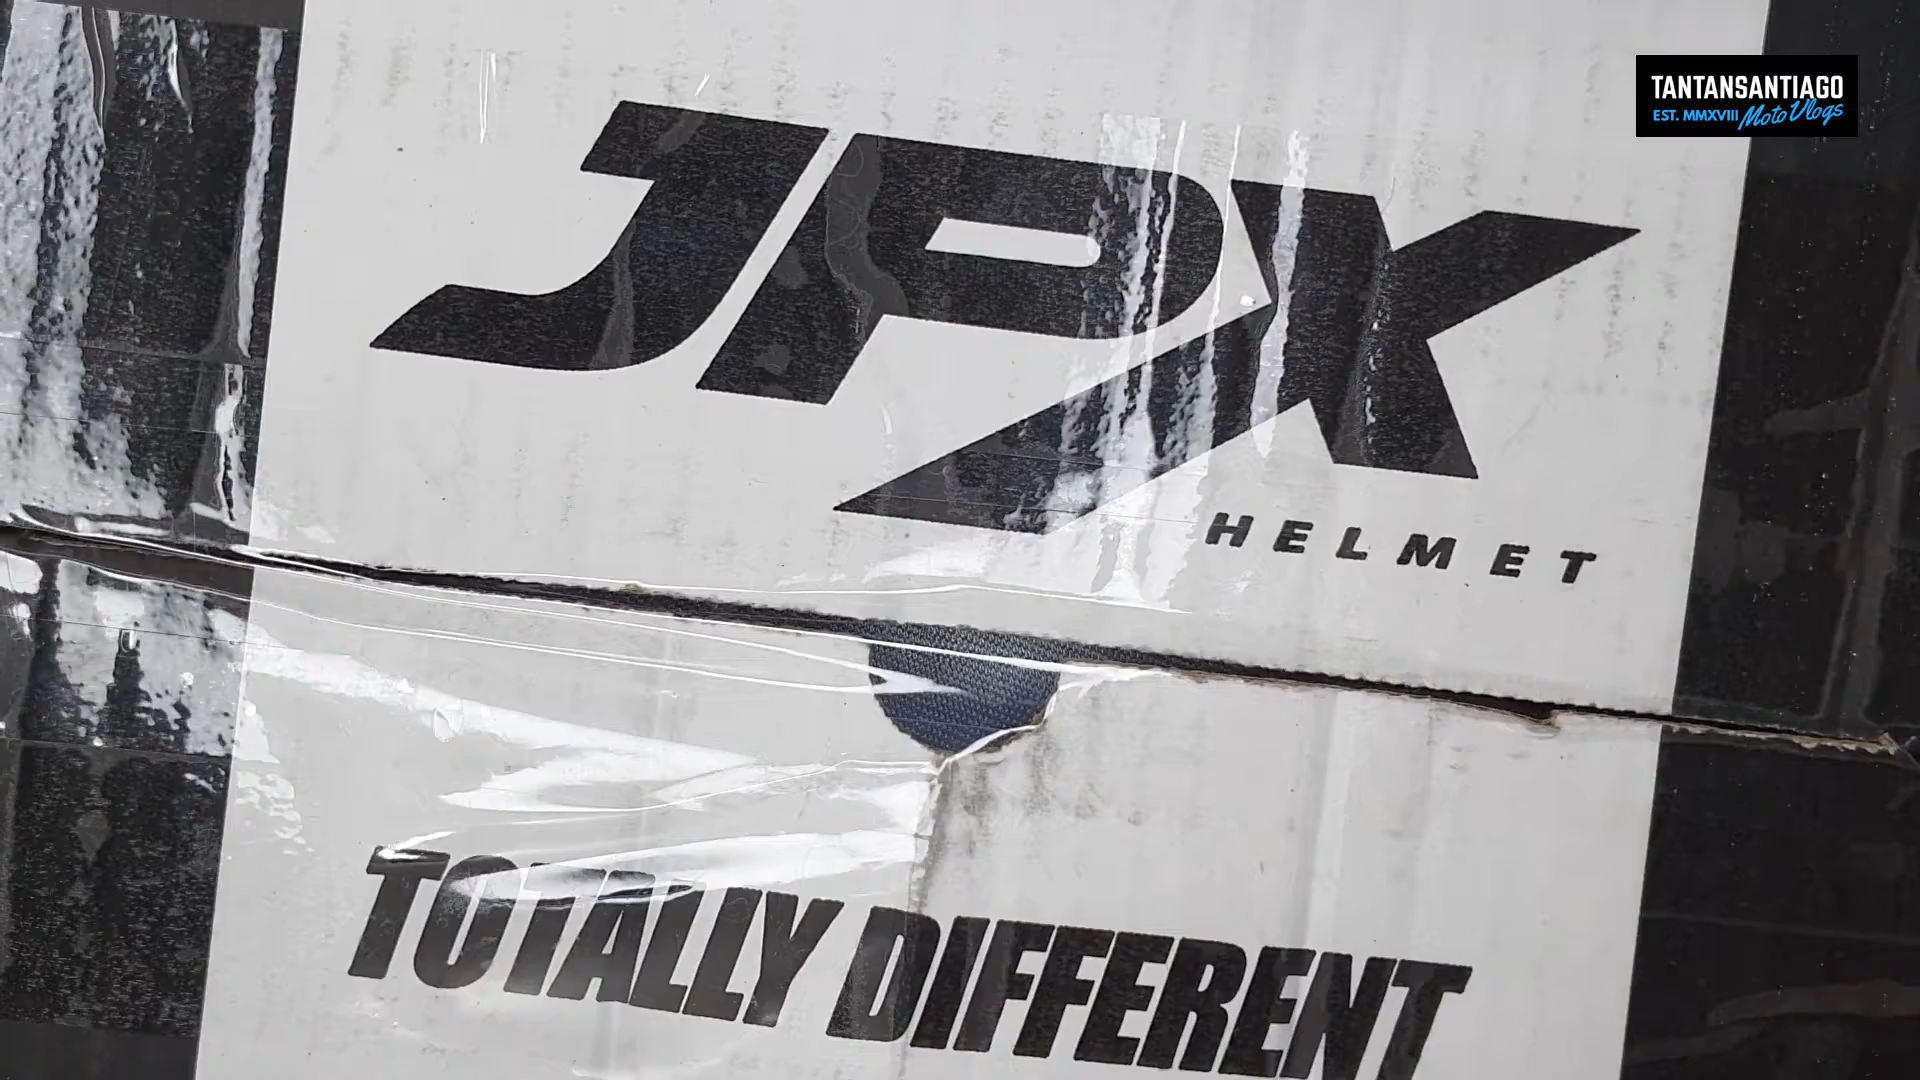 TANTANSANTIAGO
EST. MMXVIII Moto Vlogs
JPX
HELMET
TOTALLY DIFFERENT